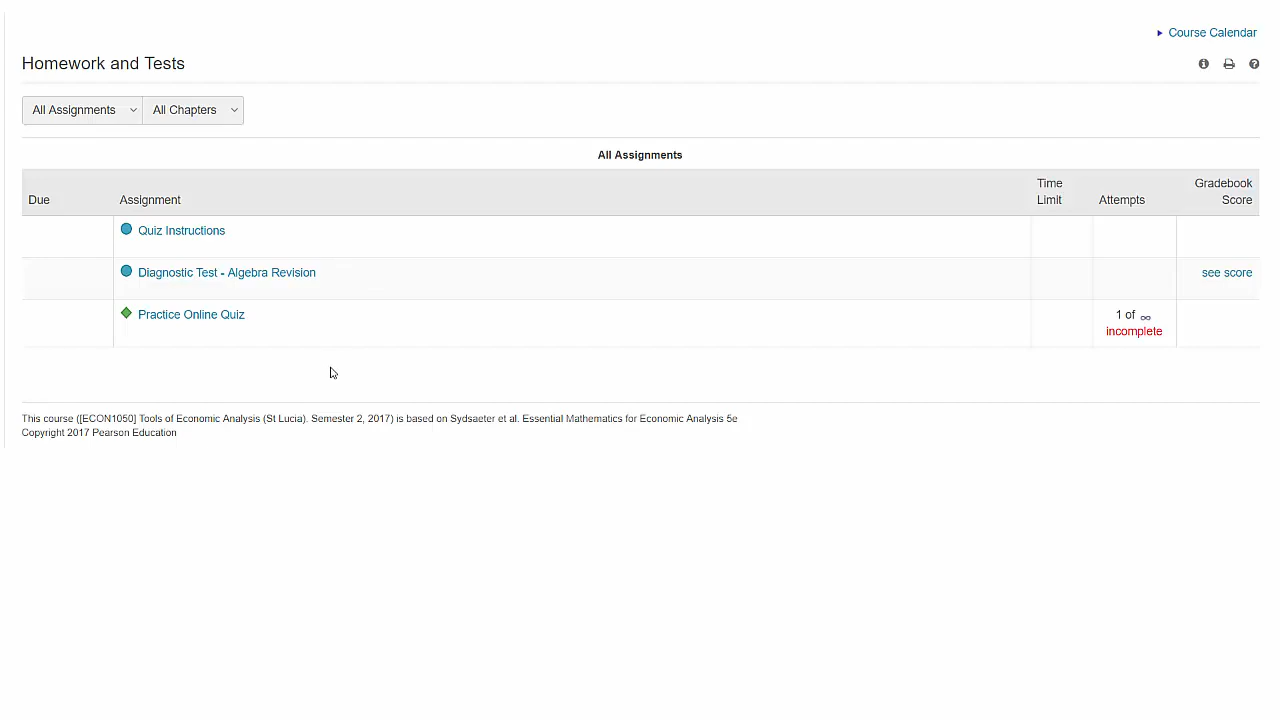 Course Calendar
Homework and Tests
All Assignments All Chapters
All Assignments
Due Assignment Time Limit Attempts Gradebook Score
Quiz Instructions
Diagnostic Test - Algebra Revision see score
Practice Online Quiz 1 of ∞
incomplete
This course ([ECON1050] Tools of Economic Analysis (St Lucia). Semester 2, 2017) is based on Sydsaeter et al. Essential Mathematics for Economic Analysis 5e
Copyright 2017 Pearson Education